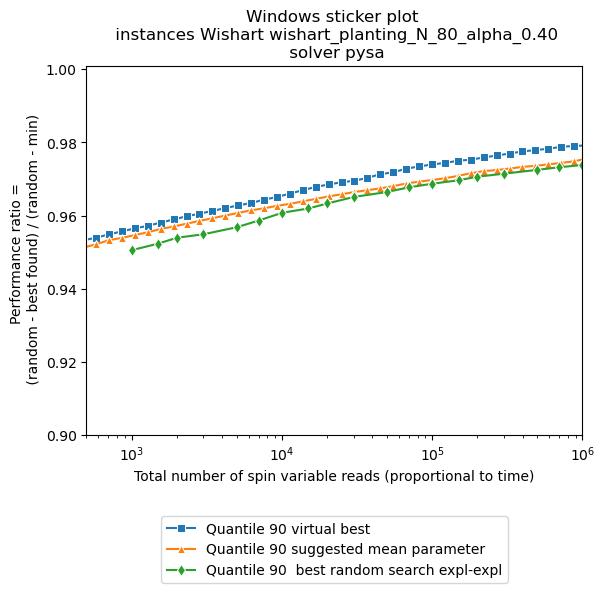 Windows sticker plot
instances Wishart wishart_planting_N_80_alpha_0.40
solver pysa
Performance ratio =
(random - best found) / (random - min)
1.00
0.98
0.96
0.94
0.92
0.90
10³
10⁴
10⁵
10⁶
Total number of spin variable reads (proportional to time)
Quantile 90 virtual best
Quantile 90 suggested mean parameter
Quantile 90  best random search expl-expl